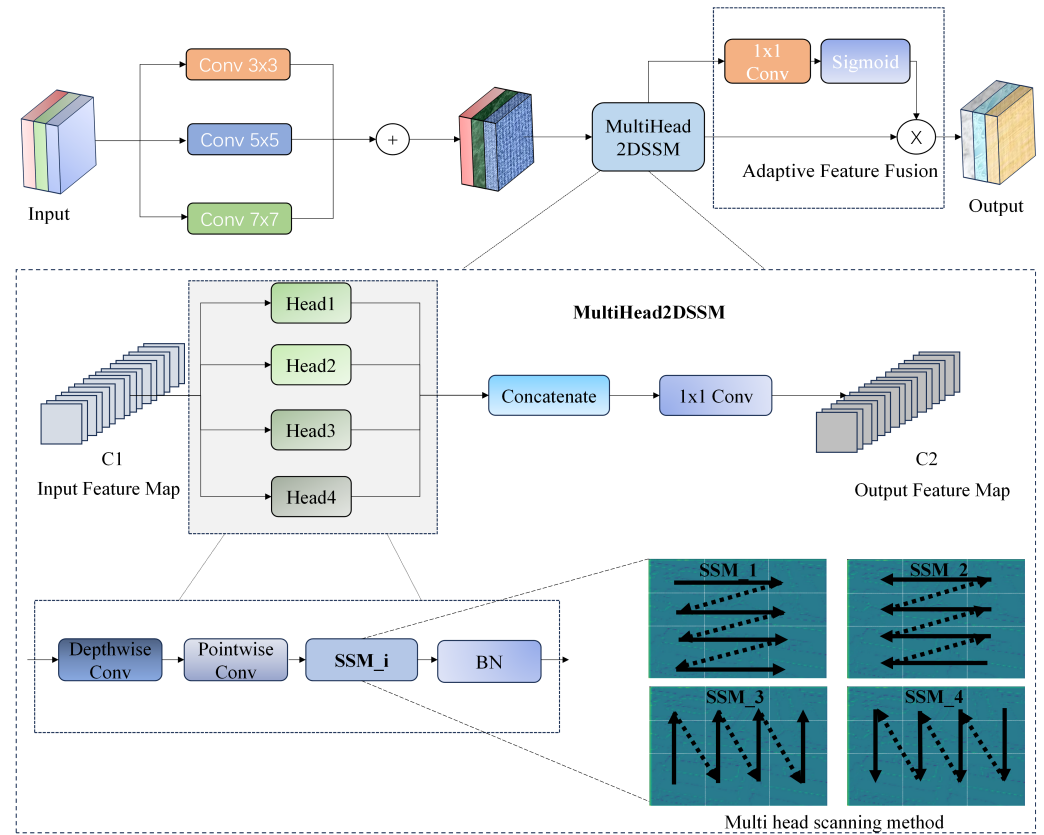 Conv 3x3
Conv 5x5
Conv 7x7
Input
+
MultiHead
2DSSM
1x1
Conv
Sigmoid
X
Adaptive Feature Fusion
Output
MultiHead2DSSM
Head1
Head2
Head3
Head4
Concatenate
1x1 Conv
C1
Input Feature Map
C2
Output Feature Map
Depthwise
Conv
Pointwise
Conv
SSM_i
BN
SSM_1
SSM_2
SSM_3
SSM_4
Multi head scanning method